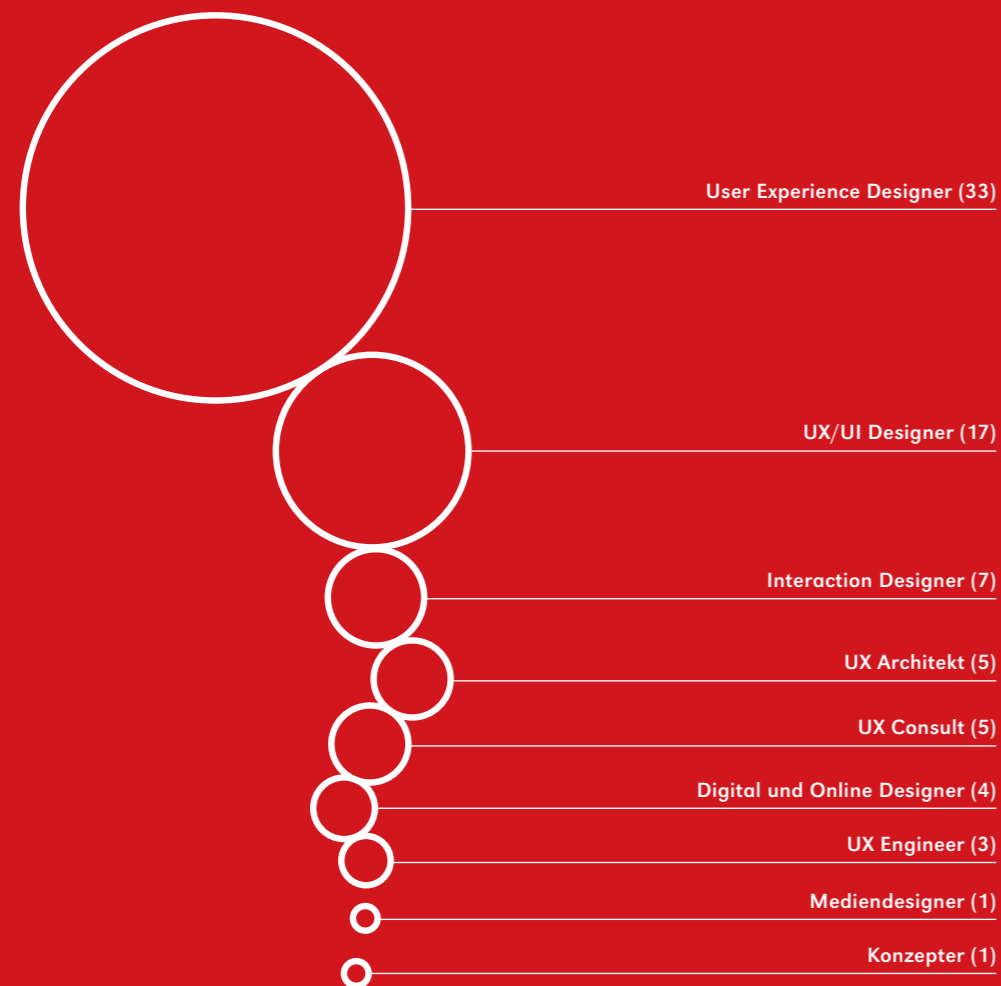 User Experience Designer (33)
UX/UI Designer (17)
Interaction Designer (7)
UX Architekt (5)
UX Consult (5)
Digital und Online Designer (4)
UX Engineer (3)
Mediendesigner (1)
Konzepter (1)